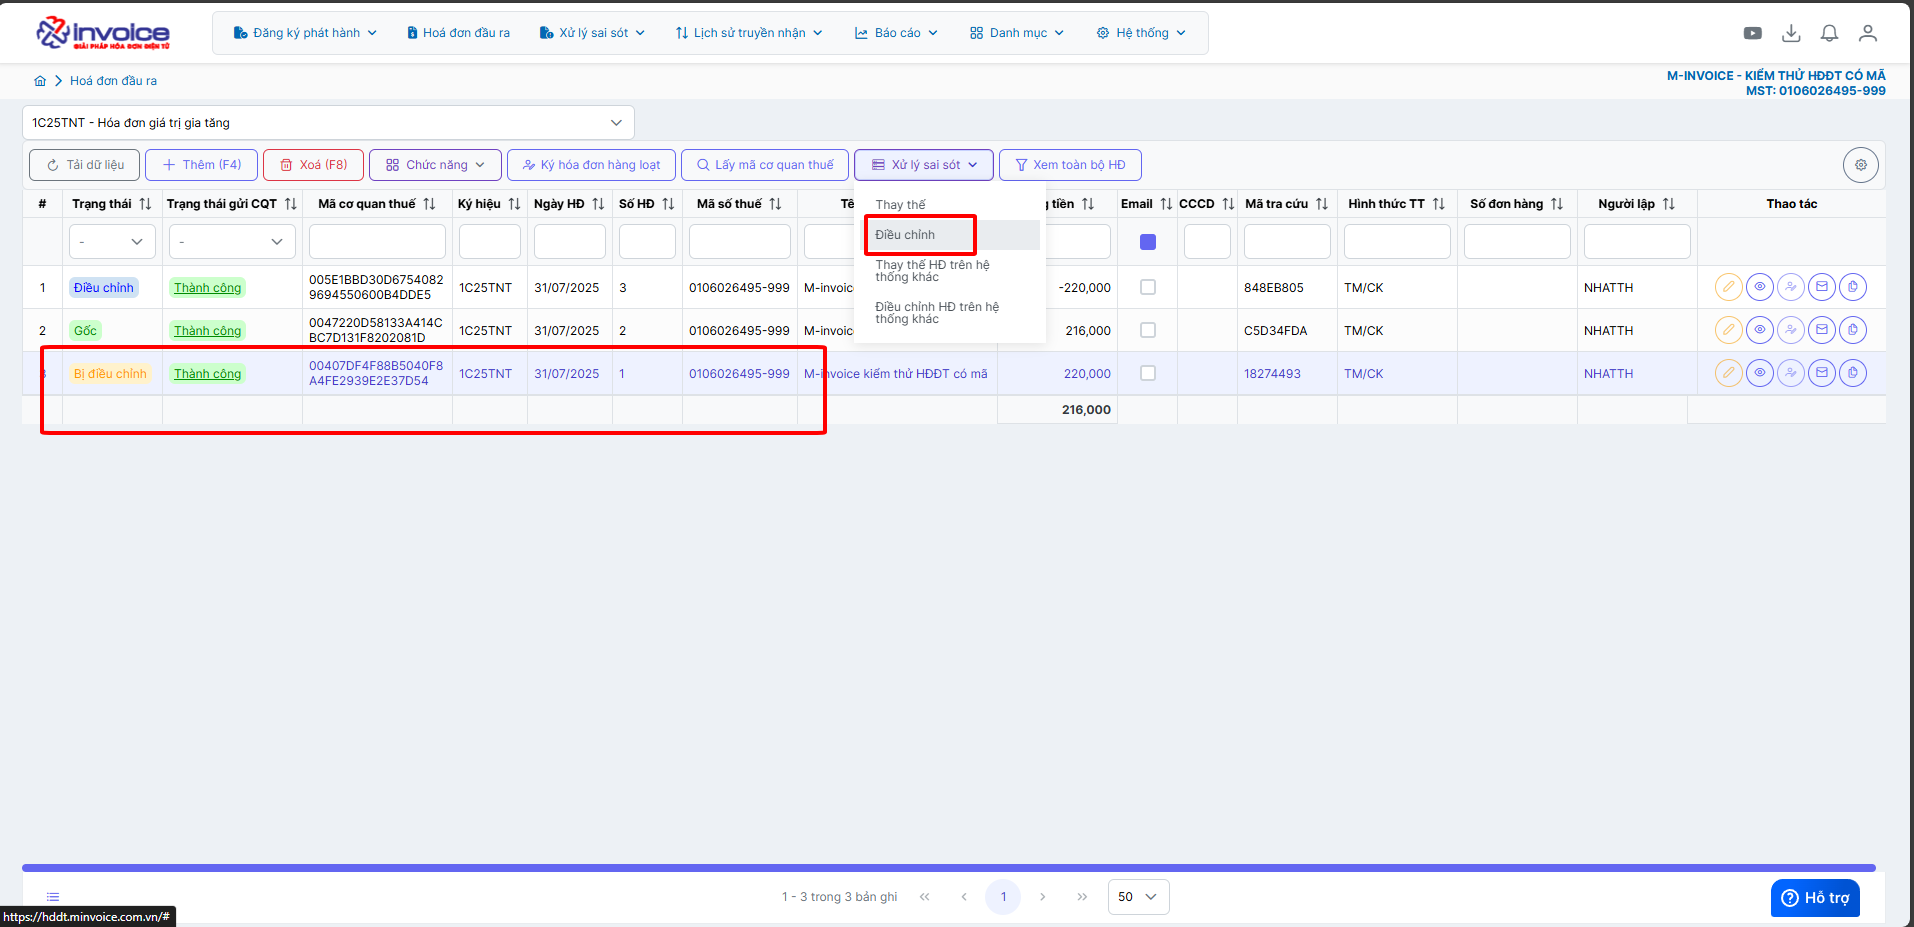 invoice
GIẢI PHÁP HÓA ĐƠN ĐIỆN TỬ
Đăng ký phát hành
Hoá đơn đầu ra
Xử lý sai sót
Lịch sử truyền nhận
Báo cáo
Danh mục
Hệ thống
Hoá đơn đầu ra
M-INVOICE - KIỂM THỬ HĐĐT CÓ MÃ
MST: 0106026495-999
1C25TNT - Hóa đơn giá trị gia tăng
Tải dữ liệu
Thêm (F4)
Xoá (F8)
Chức năng
Ký hóa đơn hàng loạt
Lấy mã cơ quan thuế
Xử lý sai sót
Xem toàn bộ HĐ
Thay thế
Điều chỉnh
Thay thế HĐ trên hệ
thống khác
Điều chỉnh HĐ trên hệ
thống khác
# Trạng thái Trạng thái gửi CQT Mã cơ quan thuế Ký hiệu Ngày HĐ Số HĐ Mã số thuế Tê g tiền Email CCCD Mã tra cứu Hình thức TT Số đơn hàng Người lập Thao tác
- -
1 Điều chỉnh Thành công 005E1BBD30D6754082 1C25TNT 31/07/2025 3 0106026495-999 M-invoic -220,000 848EB805 TM/CK NHATTH
9694550600B4DDE5
2 Gốc Thành công 0047220D58133A414C 1C25TNT 31/07/2025 2 0106026495-999 M-invoic 216,000 C5D34FDA TM/CK NHATTH
BC7D131F8202081D
3 Bị điều chỉnh Thành công 00407DF4F88B5040F8 1C25TNT 31/07/2025 1 0106026495-999 M-invoice kiểm thử HĐĐT có mã 220,000 18274493 TM/CK NHATTH
A4FE2939E2E37D54
216,000
1 - 3 trong 3 bản ghi
1
50
Hỗ trợ
https://hddt.minvoice.com.vn/#